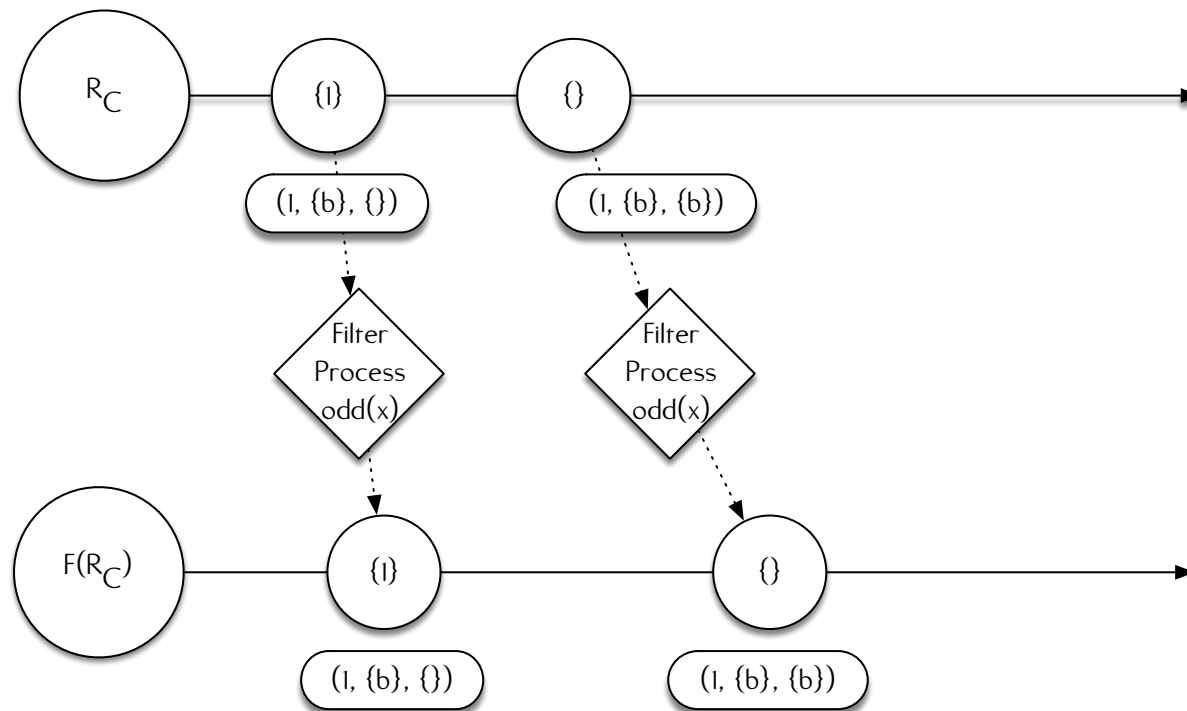 R_C
{1}
{}
(1, {b}, {})
(1, {b}, {b})
Filter
Process
odd(x)
Filter
Process
odd(x)
F(R_C)
{1}
{}
(1, {b}, {})
(1, {b}, {b})